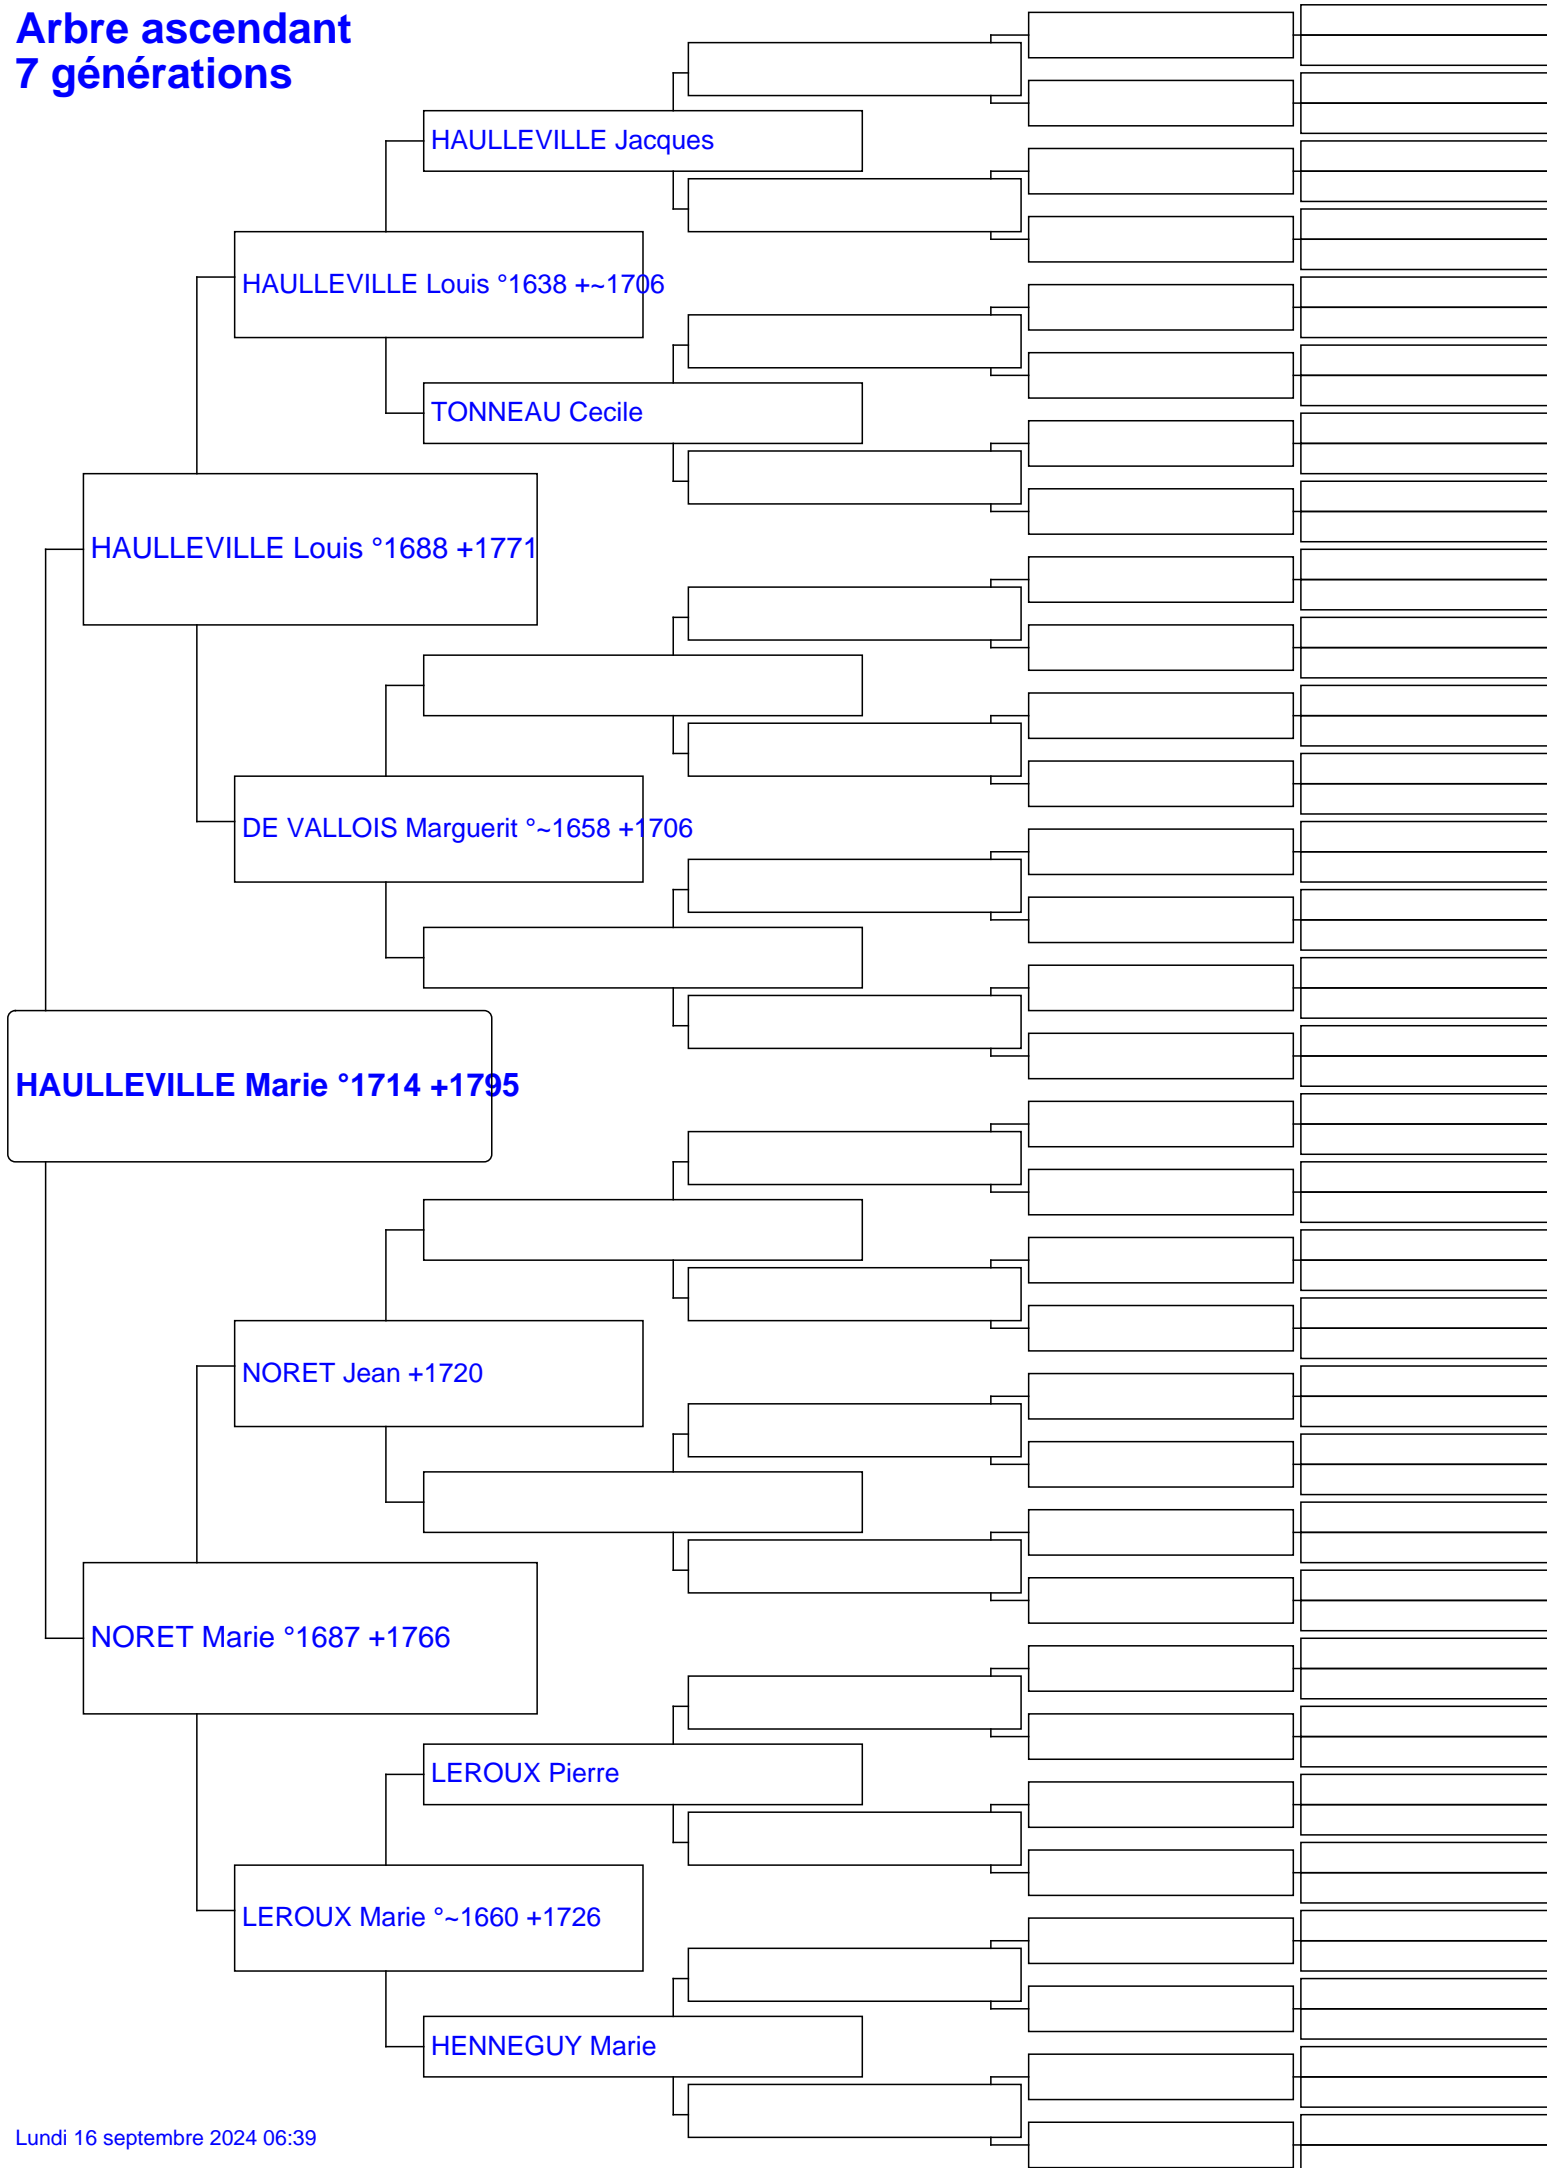 Arbre ascendant
7 générations
HAULLEVILLE Jacques
HAULLEVILLE Louis °1638 +~1706
TONNEAU Cecile
HAULLEVILLE Louis °1688 +1771
DE VALLOIS Marguerit °~1658 +1706
HAULLEVILLE Marie °1714 +1795
NORET Jean +1720
NORET Marie °1687 +1766
LEROUX Pierre
LEROUX Marie °~1660 +1726
HENNEGUY Marie
Lundi 16 septembre 2024 06:39